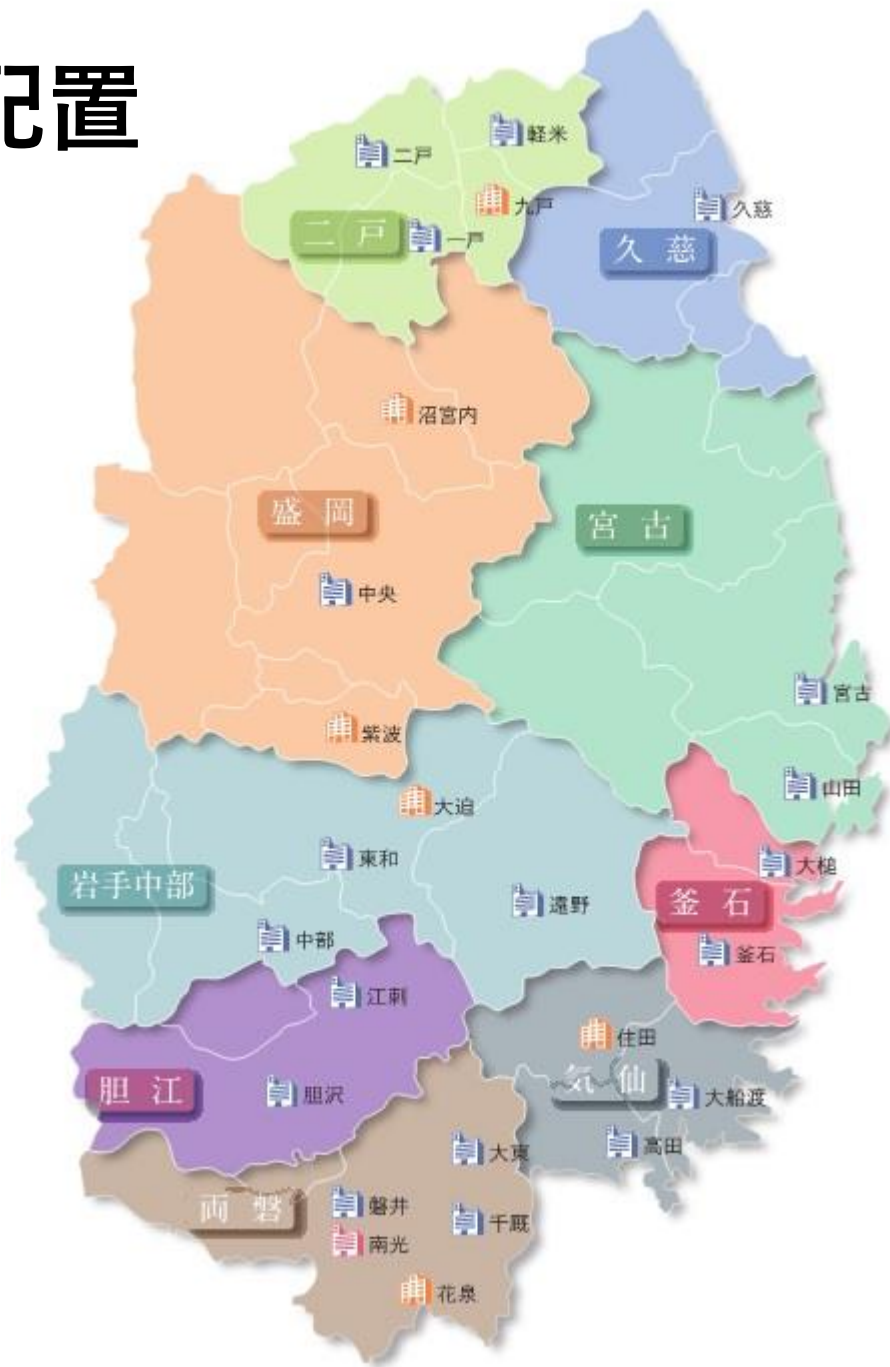 配置
二戸
軽米
九戸
二戸
一戸
久慈
久慈
沼宮内
盛岡
宮古
中央
宮古
紫波
山田
大迫
東和
大槌
岩手中部
遠野
釜石
中部
釜石
江刺
住田
胆江
胆沢
気仙
大船渡
高田
大東
両磐
磐井
千厩
南光
花泉